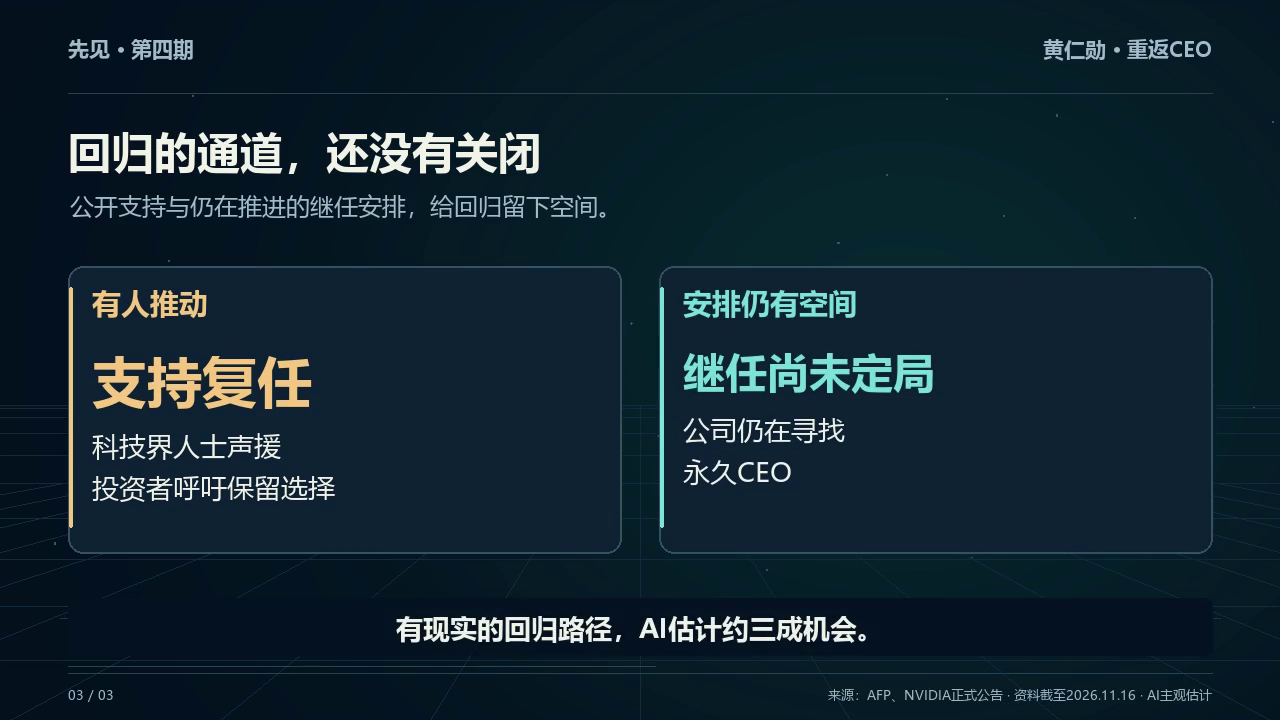 先见·第四期
黄仁勋·重返CEO
回归的通道，还没有关闭
公开支持与仍在推进的继任安排，给回归留下空间。
有人推动
支持复任
科技界人士声援
投资者呼吁保留选择
安排仍有空间
继任尚未定局
公司仍在寻找
永久CEO
有现实的回归路径，AI估计约三成机会。
03 / 03
来源：AFP、NVIDIA正式公告 · 资料截至2026.11.16 · AI主观估计